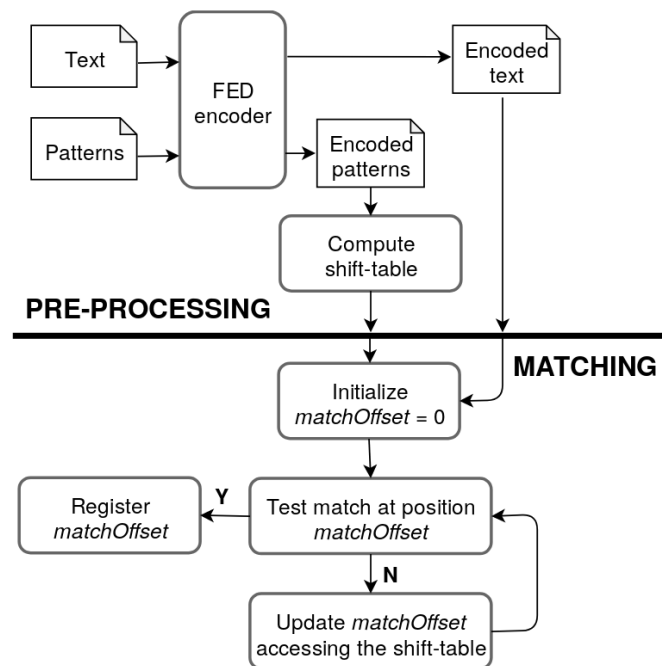 Text
FED
encoder
Encoded
text
Patterns
Encoded
patterns
Compute
shift-table
PRE-PROCESSING
MATCHING
Initialize
matchOffset = 0
Register
matchOffset
Y
Test match at position
matchOffset
N
Update matchOffset
accessing the shift-table